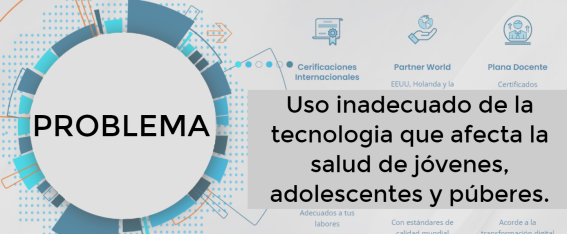 Cerificaciones
Internacionales
Partner World
EEUU, Holanda y la
Plana Docente
Certificados
PROBLEMA
Uso inadecuado de la
tecnologia que afecta la
salud de jóvenes,
adolescentes y púberes.
Adecuados a tus
labores
Con estándares de
calidad mundial
Acorde a la
transformación digital